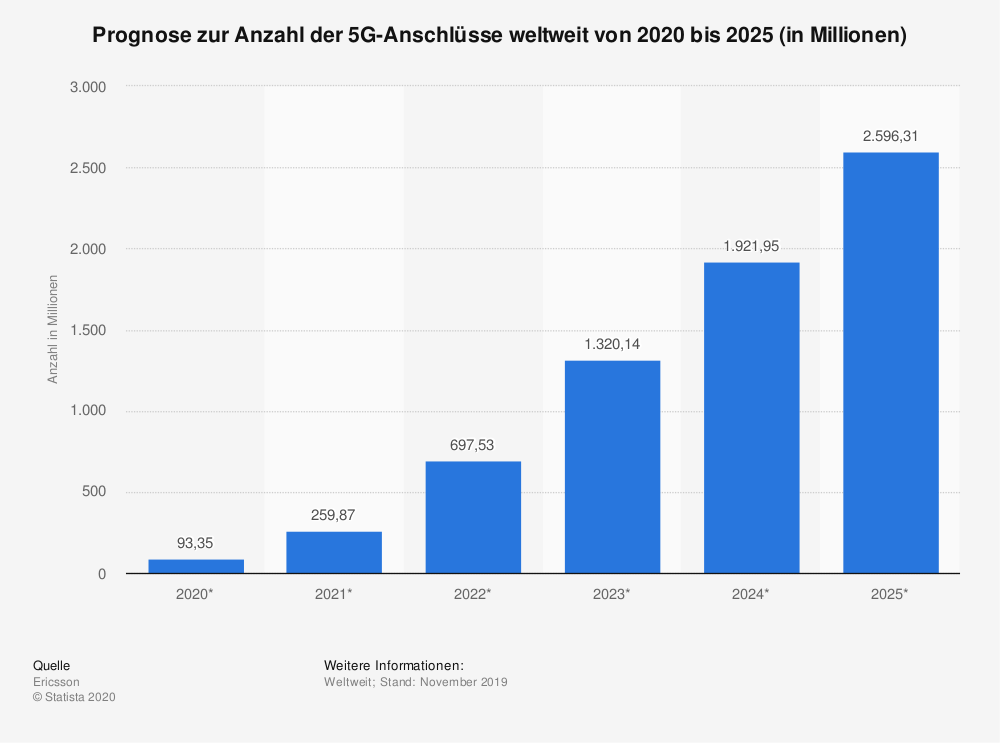 Prognose zur Anzahl der 5G-Anschlüsse weltweit von 2020 bis 2025 (in Millionen)
3.000
2.500
2.000
1.500
1.000
500
0
Anzahl in Millionen
93,35
259,87
697,53
1.320,14
1.921,95
2.596,31
2020*
2021*
2022*
2023*
2024*
2025*
Quelle
Ericsson
© Statista 2020
Weitere Informationen:
Weltweit; Stand: November 2019